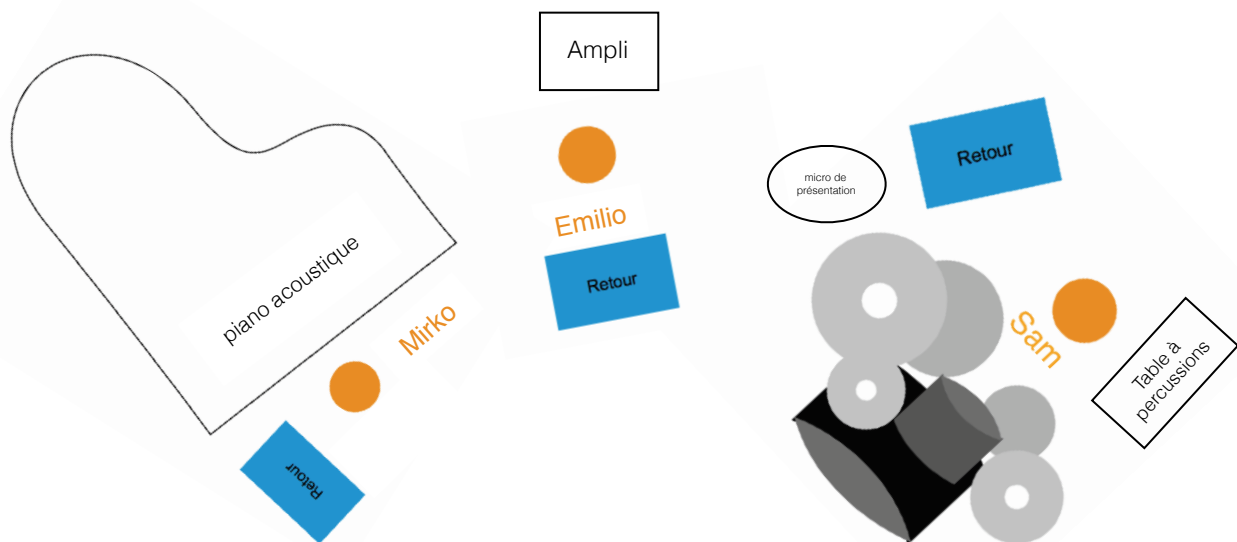 Ampli
Retour
micro de
présentation
Emilio
piano acoustique
Retour
Mirko
Sam
Table à
percussions
Retour